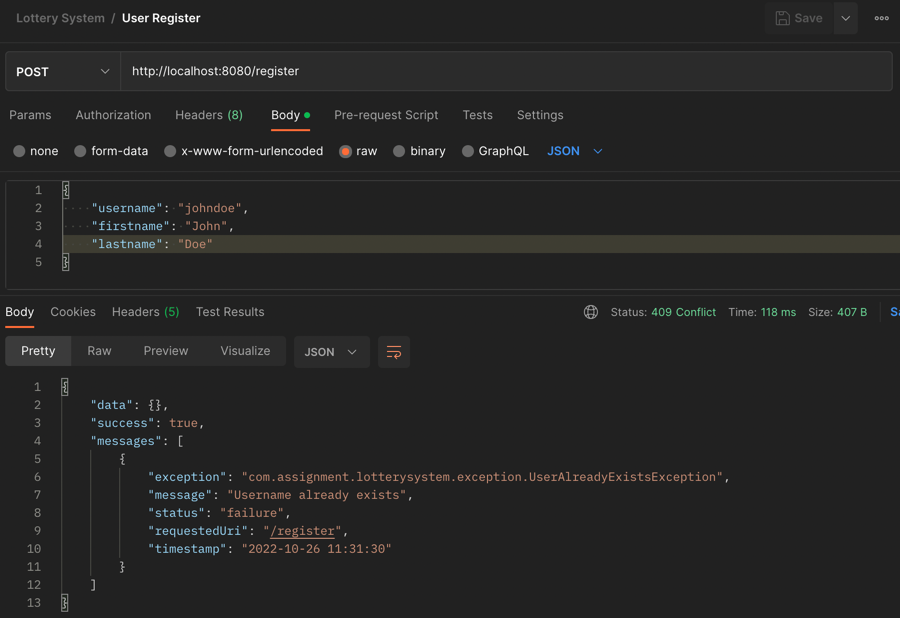 Lottery System / User Register
Save
POST http://localhost:8080/register
Params Authorization Headers (8) Body Pre-request Script Tests Settings
none form-data x-www-form-urlencoded raw binary GraphQL JSON
1 {
2 "username": "johndoe",
3 "firstname": "John",
4 "lastname": "Doe"
5 }
Body Cookies Headers (5) Test Results Status: 409 Conflict Time: 118 ms Size: 407 B Sa
Pretty Raw Preview Visualize JSON
1 {
2 "data": {},
3 "success": true,
4 "messages": [
5 {
6 "exception": "com.assignment.lotterysystem.exception.UserAlreadyExistsException",
7 "message": "Username already exists",
8 "status": "failure",
9 "requestedUri": "/register",
10 "timestamp": "2022-10-26 11:31:30"
11 }
12 ]
13 }